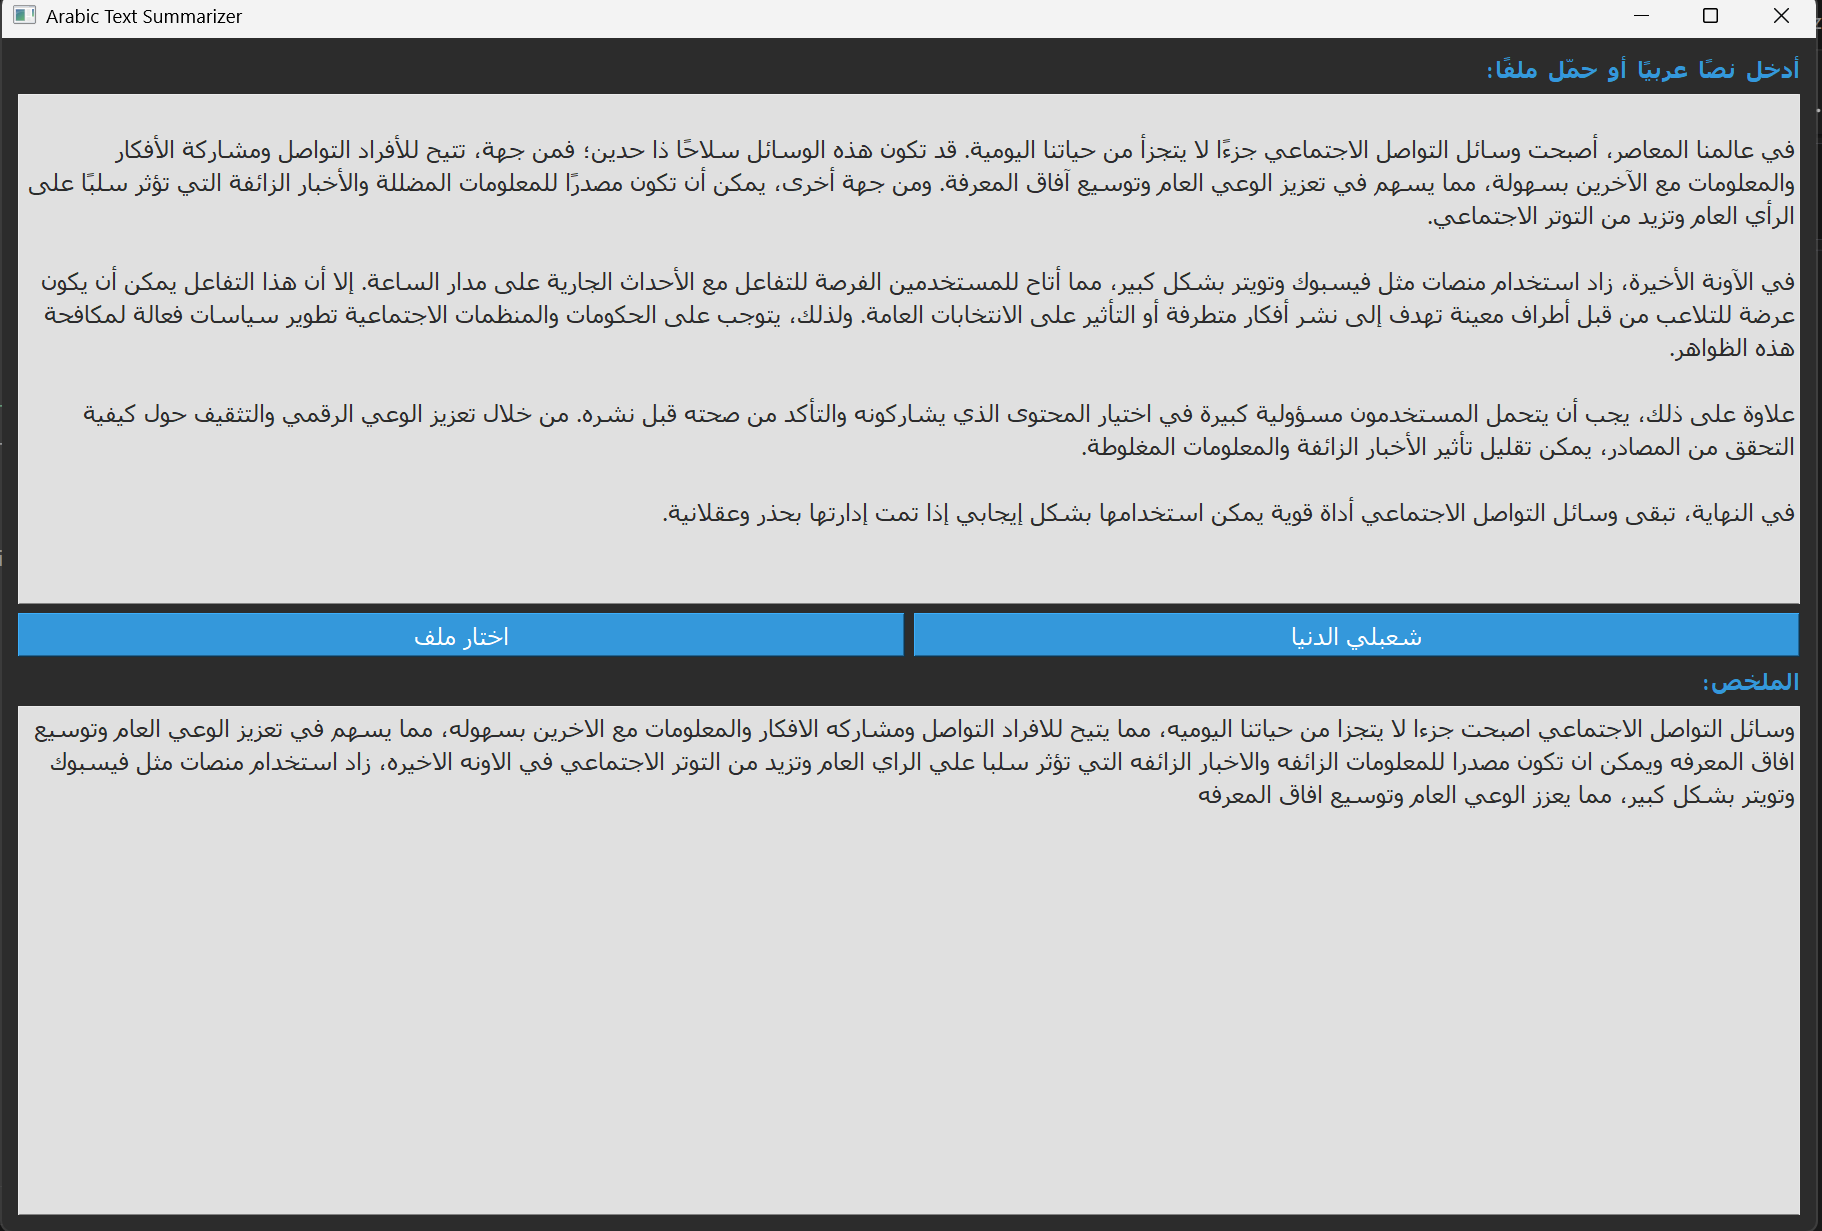 Arabic Text Summarizer
أدخل نصًا عربيًا أو حمّل ملفًا:
في عالمنا المعاصر، أصبحت وسائل التواصل الاجتماعي جزءًا لا يتجزأ من حياتنا اليومية. قد تكون هذه الوسائل سلاحًا ذا حدين؛ فمن جهة، تتيح للأفراد التواصل ومشاركة الأفكار
والمعلومات مع الآخرين بسهولة، مما يسهم في تعزيز الوعي العام وتوسيع آفاق المعرفة. ومن جهة أخرى، يمكن أن تكون مصدرًا للمعلومات المضللة والأخبار الزائفة التي تؤثر سلبًا على
الرأي العام وتزيد من التوتر الاجتماعي.
في الآونة الأخيرة، زاد استخدام منصات مثل فيسبوك وتويتر بشكل كبير، مما أتاح للمستخدمين الفرصة للتفاعل مع الأحداث الجارية على مدار الساعة. إلا أن هذا التفاعل يمكن أن يكون
عرضة للتلاعب من قبل أطراف معينة تهدف إلى نشر أفكار متطرفة أو التأثير على الانتخابات العامة. ولذلك، يتوجب على الحكومات والمنظمات الاجتماعية تطوير سياسات فعالة لمكافحة
هذه الظواهر.
علاوة على ذلك، يجب أن يتحمل المستخدمون مسؤولية كبيرة في اختيار المحتوى الذي يشاركونه والتأكد من صحته قبل نشره. من خلال تعزيز الوعي الرقمي والتثقيف حول كيفية
التحقق من المصادر، يمكن تقليل تأثير الأخبار الزائفة والمعلومات المغلوطة.
في النهاية، تبقى وسائل التواصل الاجتماعي أداة قوية يمكن استخدامها بشكل إيجابي إذا تمت إدارتها بحذر وعقلانية.
شعبلي الدنيا
اختار ملف
الملخص:
وسائل التواصل الاجتماعي اصبحت جزءا لا يتجزا من حياتنا اليوميه، مما يتيح للافراد التواصل ومشاركه الافكار والمعلومات مع الاخرين بسهوله، مما يسهم في تعزيز الوعي العام وتوسيع
افاق المعرفه ويمكن ان تكون مصدرا للمعلومات الزائفه والاخبار الزائفه التي تؤثر سلبا علي الراي العام وتزيد من التوتر الاجتماعي في الاونه الاخيره، زاد استخدام منصات مثل فيسبوك
وتويتر بشكل كبير، مما يعزز الوعي العام وتوسيع افاق المعرفه